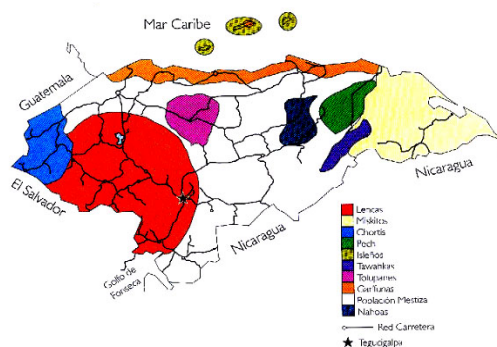 Mar Caribe
Guatemala
El Salvador
Golfo de
Fonseca
Nicaragua
Nicaragua
Lencas
Miskitos
Chortís
Pech
Isleños
Tawahkas
Tolupanes
Garífunas
Población Mestiza
Nahoas
Red Carretera
Tegucigalpa